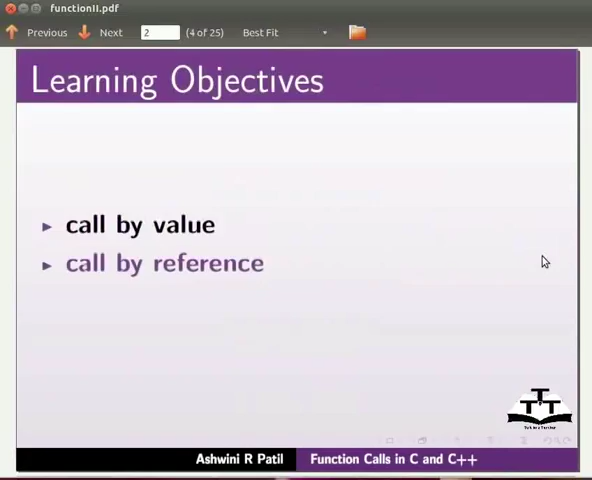 functionII.pdf
Previous Next 2 (4 of 25) Best Fit
Learning Objectives
call by value
call by reference
TTT
Ashwini R Patil Function Calls in C and C++